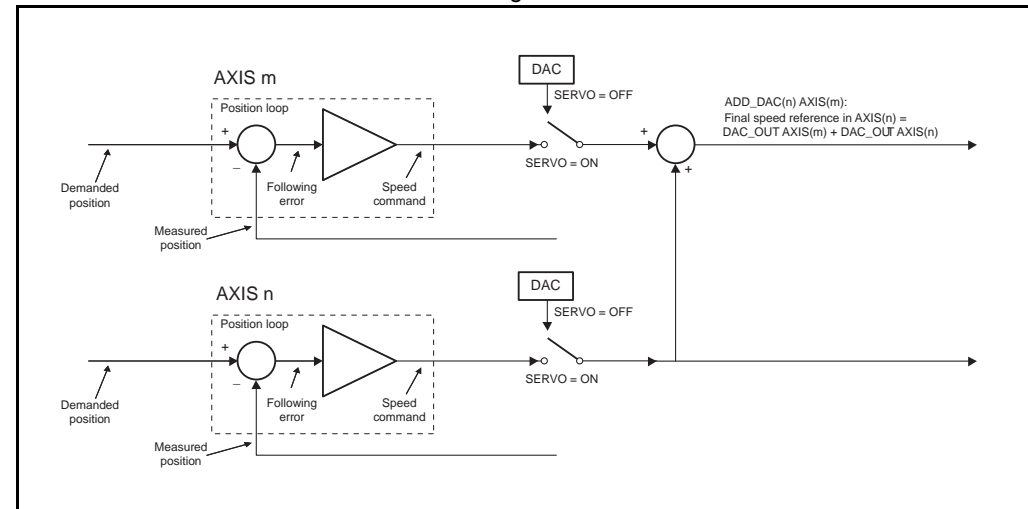 DAC
AXIS m
SERVO = OFF
Position loop
ADD_DAC(n) AXIS(m):
Final speed reference in AXIS(n) =
DAC_OUT AXIS(m) + DAC_OUT AXIS(n)
+
+
–
SERVO = ON
+
Demanded
position
Following
error
Speed
command
Measured
position
DAC
AXIS n
SERVO = OFF
Position loop
+
–
SERVO = ON
Demanded
position
Following
error
Speed
command
Measured
position